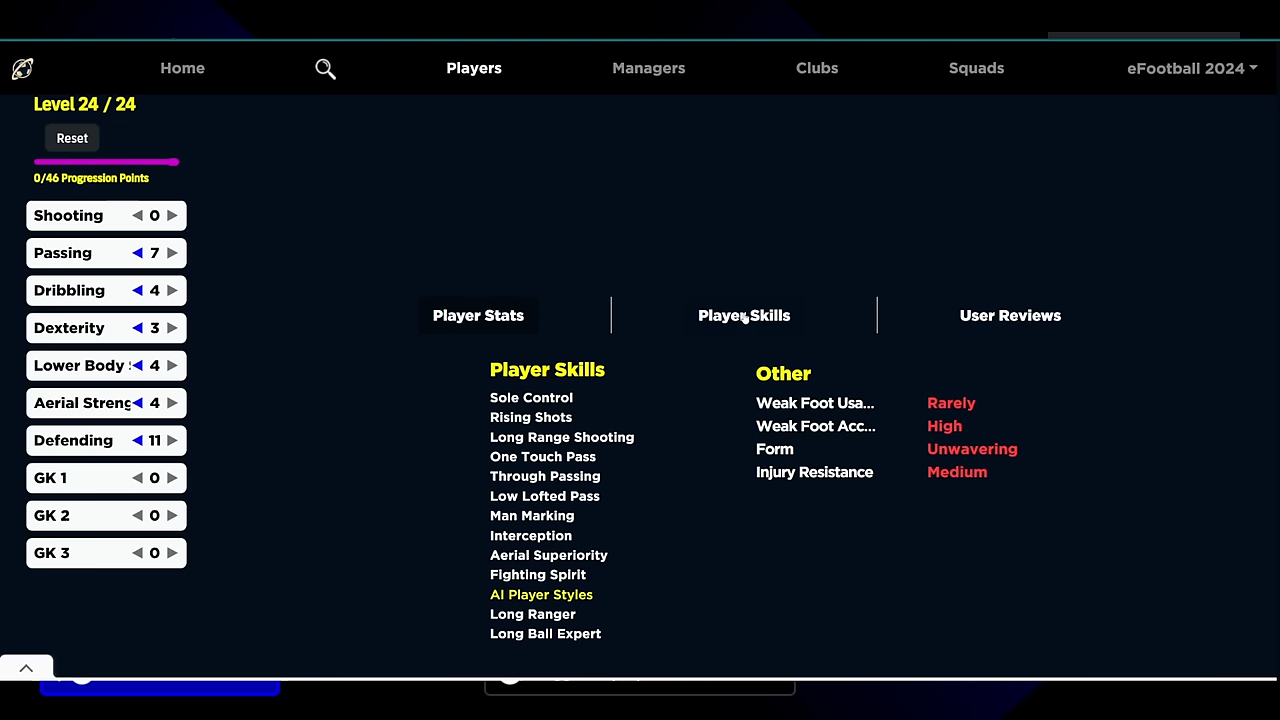 Home
Players
Managers
Clubs
Squads
eFootball 2024
Level 24 / 24
Reset
0/46 Progression Points
Shooting 0
Passing 7
Dribbling 4
Dexterity 3
Lower Body 4
Aerial Streng 4
Defending 11
GK 1 0
GK 2 0
GK 3 0
Player Stats
Player Skills
User Reviews
Player Skills
Sole Control
Rising Shots
Long Range Shooting
One Touch Pass
Through Passing
Low Lofted Pass
Man Marking
Interception
Aerial Superiority
Fighting Spirit
AI Player Styles
Long Ranger
Long Ball Expert
Other
Weak Foot Usa... Rarely
Weak Foot Acc... High
Form Unwavering
Injury Resistance Medium